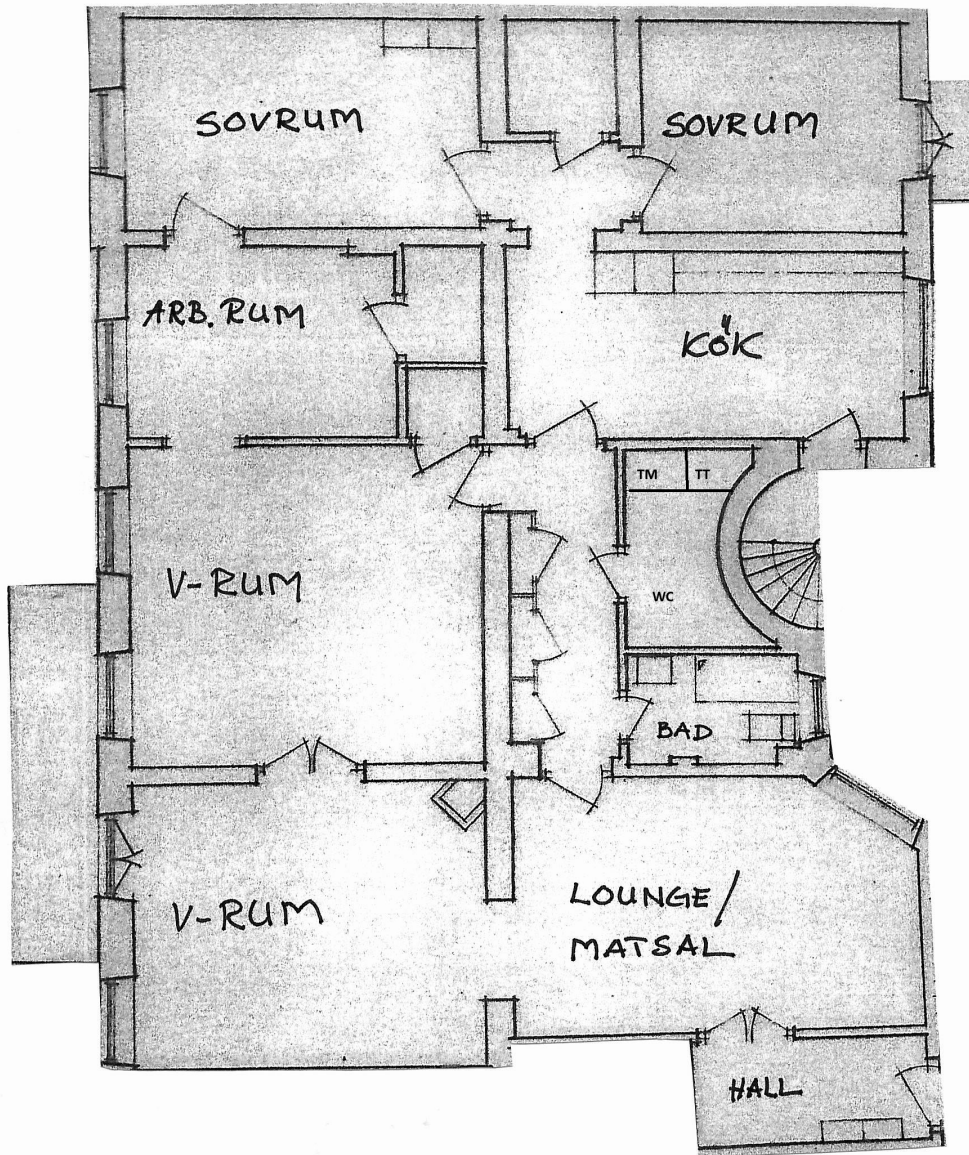 SOVRUM
SOVRUM
ARB. RUM
KÖK
TM
TT
V-RUM
WC
BAD
V-RUM
LOUNGE/
MATSAL
HALL